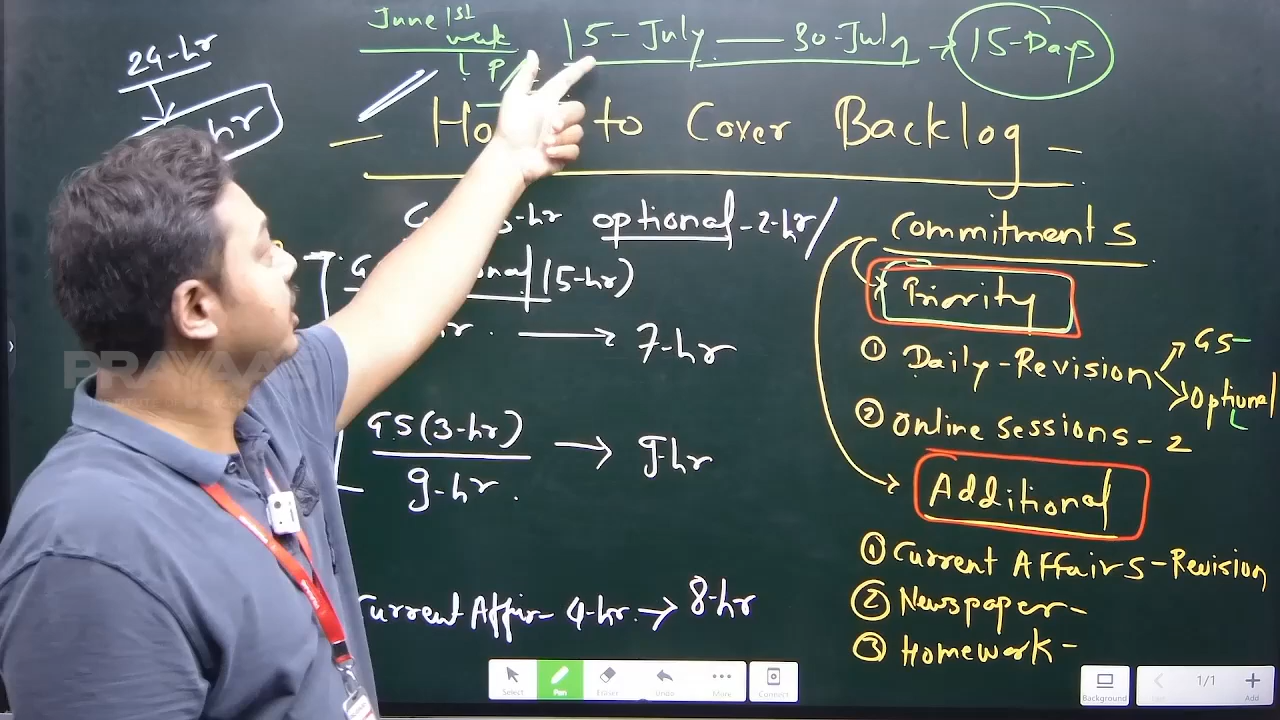 June 1st week
15-July — 30-July → 15-Days
24-hr
hr
to Cover Backlog
-hr optional-2-hr/
Commitments
(5-hr)
Priority
→ 7-hr
① Daily-Revision
GS-
Optional
GS(3-hr)
9-hr
→ 9-hr
② Online Sessions-2
Additional
① Current Affairs-Revision
Current Affair- 4-hr. → 8-hr
② Newspaper-
③ Homework-
PRAYAAS
Select
Pen
Eraser
Undo
More
Connect
Background
1/1
Add